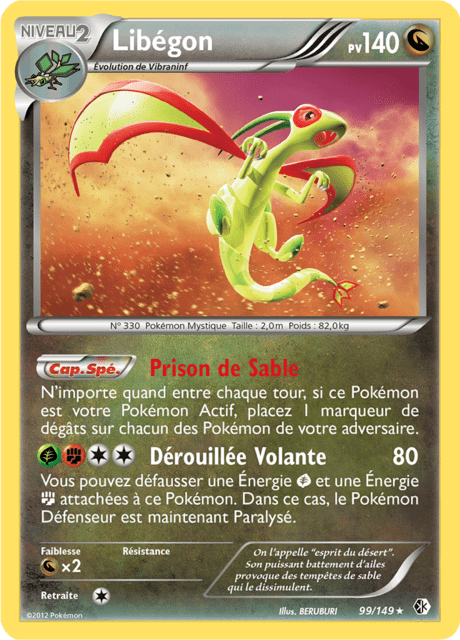 NIVEAU2
Libégon
PV140
Évolution de Vibraninf
N° 330 Pokémon Mystique Taille : 2,0m Poids : 82,0kg
Cap. Spé. Prison de Sable
N'importe quand entre chaque tour, si ce Pokémon
est votre Pokémon Actif, placez 1 marqueur de
dégâts sur chacun des Pokémon de votre adversaire.
Dérouillée Volante 80
Vous pouvez défausser une Énergie et une Énergie
attachées à ce Pokémon. Dans ce cas, le Pokémon
Défenseur est maintenant Paralysé.
Faiblesse Résistance
×2
Retraite
On l'appelle "esprit du désert".
Son puissant battement d'ailes
provoque des tempêtes de sable
qui le dissimulent.
©2012 Pokémon
Illus. BERUBURI 99/149 ★